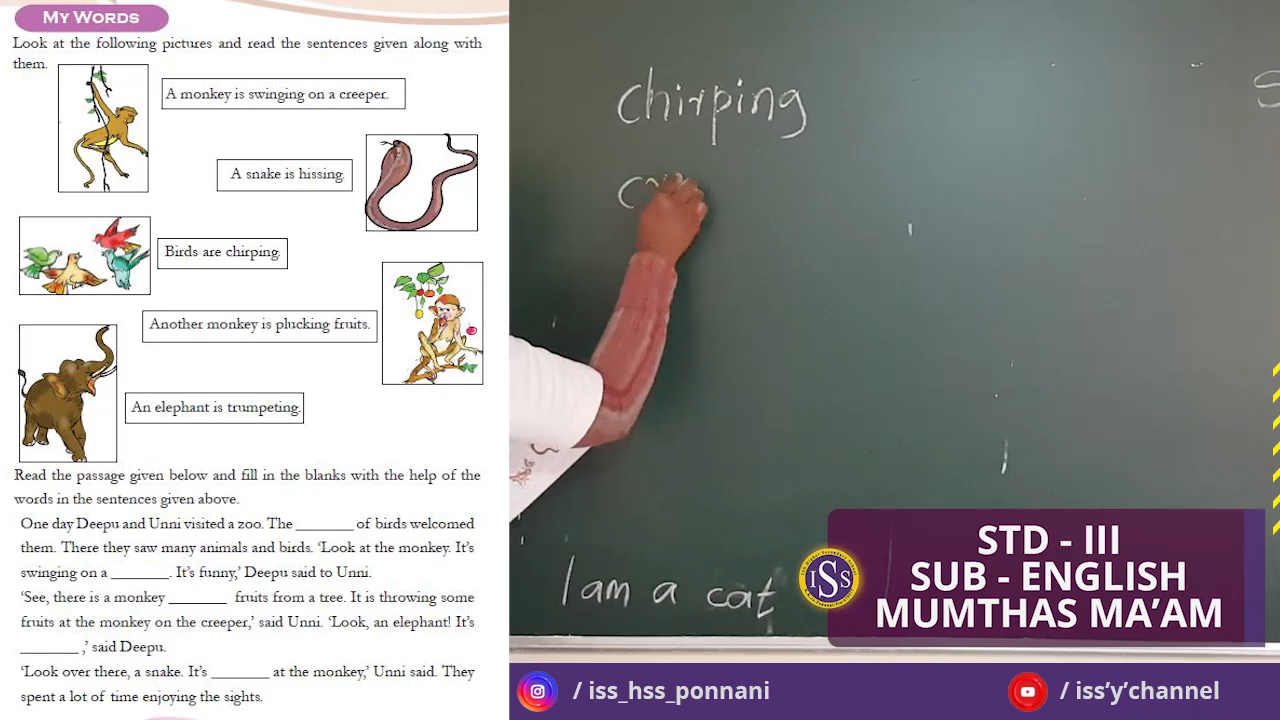 MY WORDS
Look at the following pictures and read the sentences given along with
them.
A monkey is swinging on a creeper.
A snake is hissing.
Birds are chirping.
Another monkey is plucking fruits.
An elephant is trumpeting.
Read the passage given below and fill in the blanks with the help of the
words in the sentences given above.
One day Deepu and Unni visited a zoo. The _______ of birds welcomed
them. There they saw many animals and birds. ‘Look at the monkey. It’s
swinging on a _______. It’s funny,’ Deepu said to Unni.
‘See, there is a monkey _______ fruits from a tree. It is throwing some
fruits at the monkey on the creeper,’ said Unni. ‘Look, an elephant! It’s
_______ ,’ said Deepu.
‘Look over there, a snake. It’s _______ at the monkey,’ Unni said. They
spent a lot of time enjoying the sights.
chirping
I am a cat
STD - III
SUB - ENGLISH
MUMTHAS MA’AM
ISS
/ iss_hss_ponnani
/ iss’y’channel